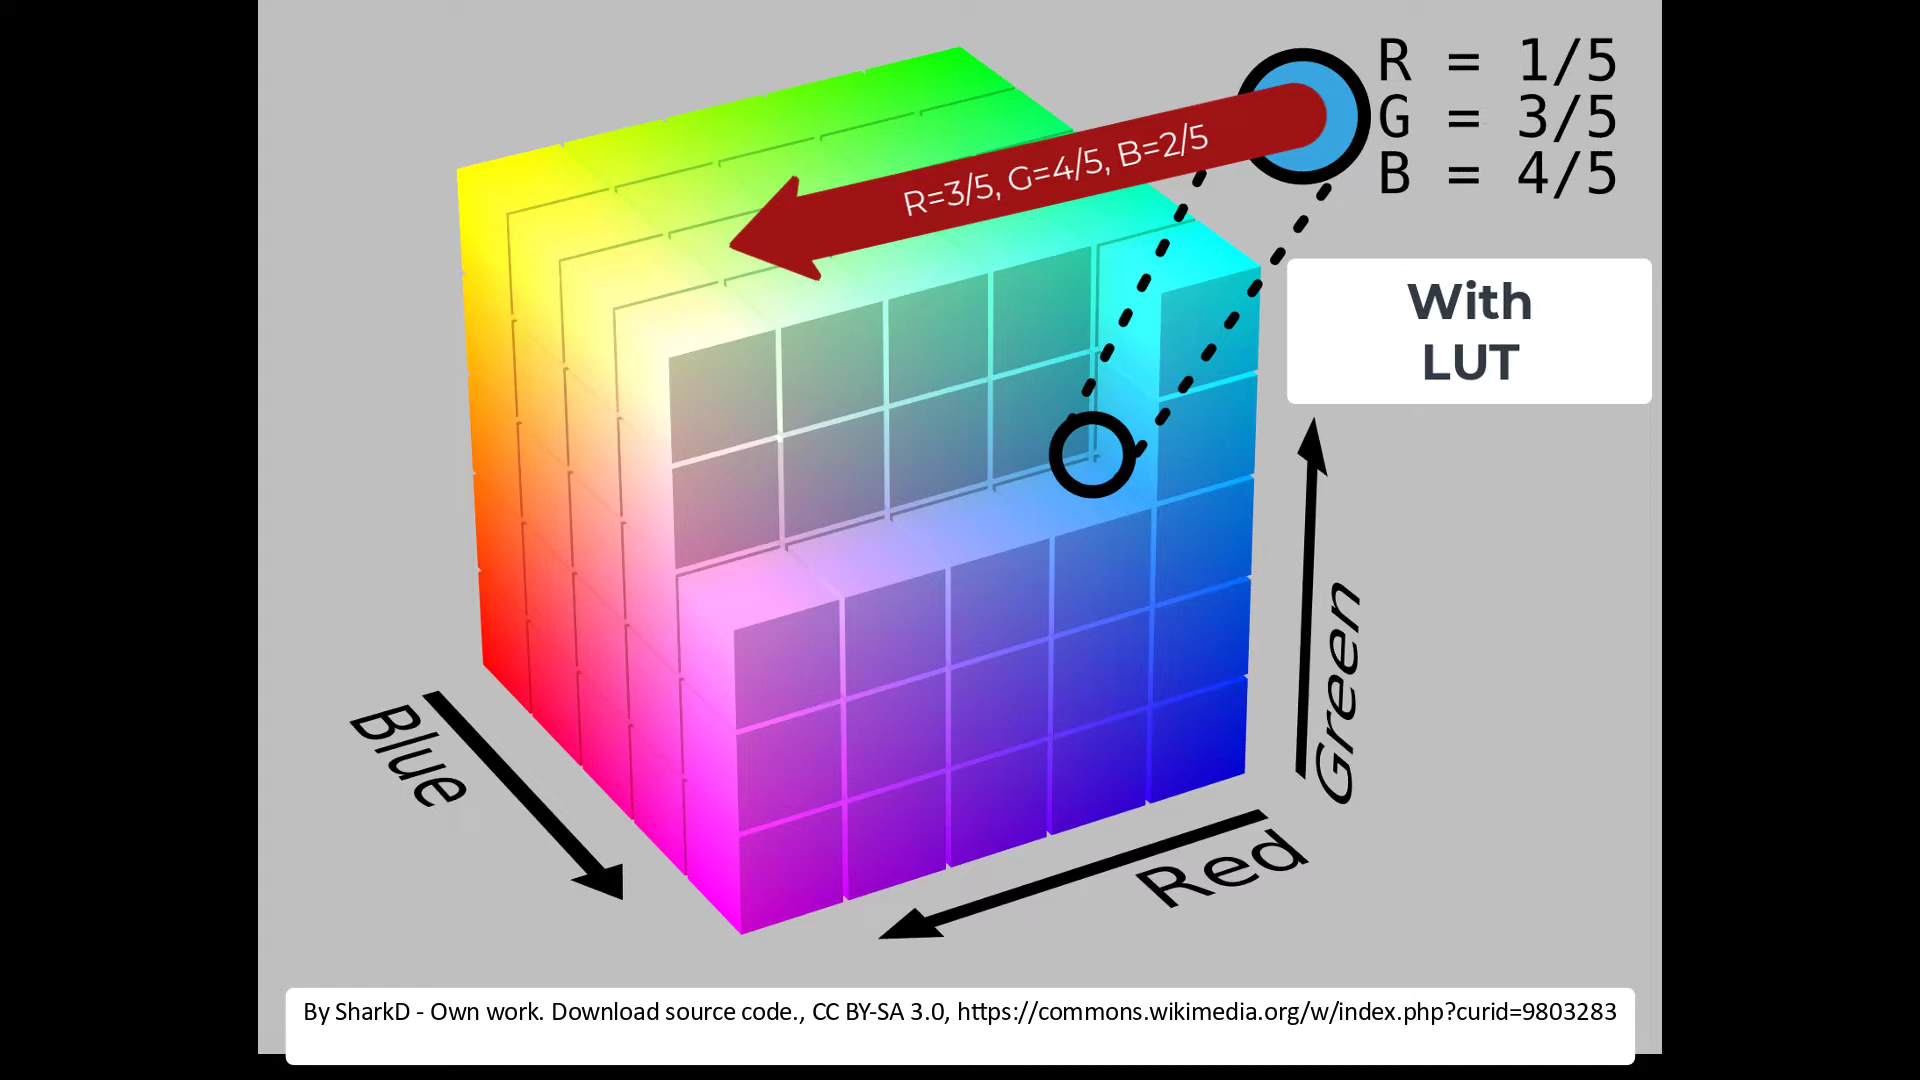 R = 1/5
G = 3/5
B = 4/5
R=3/5, G=4/5, B=2/5
With
LUT
Green
Blue
Red
By SharkD - Own work. Download source code., CC BY-SA 3.0, https://commons.wikimedia.org/w/index.php?curid=9803283